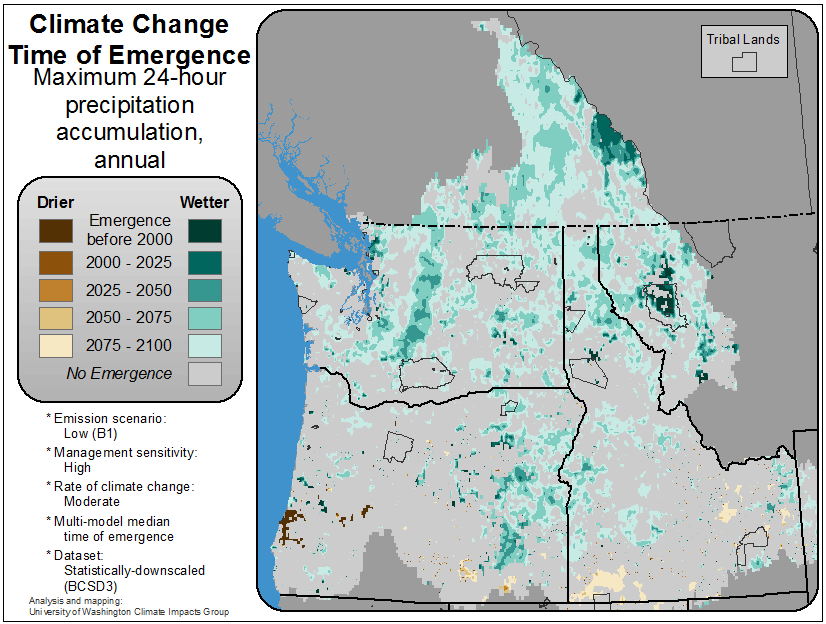 Climate Change
Time of Emergence
Maximum 24-hour
precipitation
accumulation,
annual
Drier
Wetter
Emergence
before 2000
2000 - 2025
2025 - 2050
2050 - 2075
2075 - 2100
No Emergence
* Emission scenario:
Low (B1)
* Management sensitivity:
High
* Rate of climate change:
Moderate
* Multi-model median
time of emergence
* Dataset:
Statistically-downscaled
(BCSD3)
Analysis and mapping:
University of Washington Climate Impacts Group
Tribal Lands